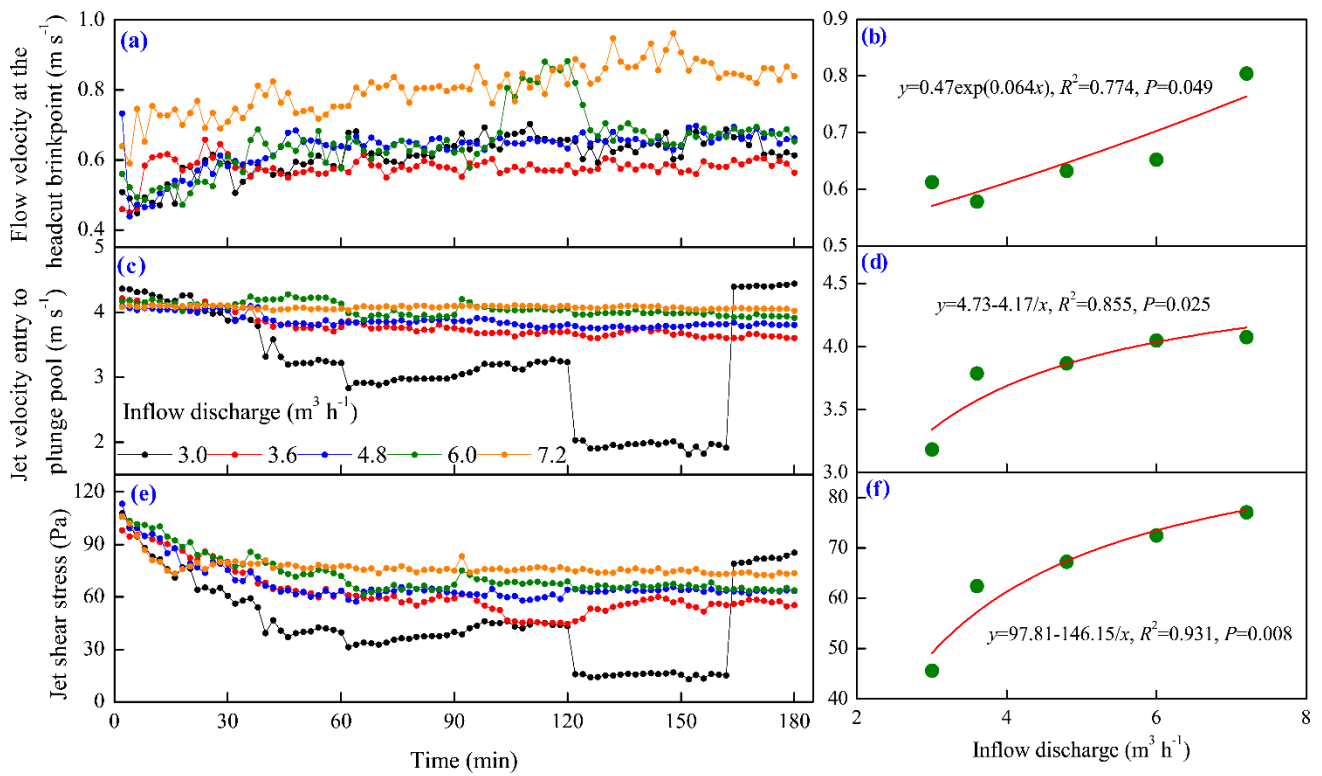 Flow velocity at the
headcut brinkpoint (m s⁻¹)
1.0
0.8
0.6
0.4
(a)
0.9
0.8
0.7
0.6
0.5
(b)
y=0.47exp(0.064x), R²=0.774, P=0.049
Jet velocity entry to
plunge pool (m s⁻¹)
5
4
3
2
(c)
Inflow discharge (m³ h⁻¹)
3.0 3.6 4.8 6.0 7.2
4.5
4.0
3.5
3.0
(d)
y=4.73-4.17/x, R²=0.855, P=0.025
Jet shear stress (Pa)
120
90
60
30
0
(e)
0 30 60 90 120 150 180
Time (min)
80
70
60
50
40
(f)
y=97.81-146.15/x, R²=0.931, P=0.008
2 4 6 8
Inflow discharge (m³ h⁻¹)